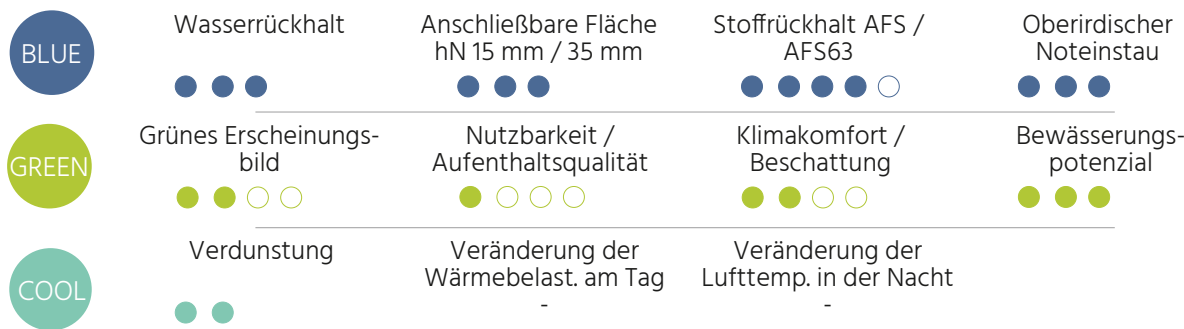 BLUE
Wasserrückhalt
Anschließbare Fläche
hN 15 mm / 35 mm
Stoffrückhalt AFS /
AFS63
Oberirdischer
Noteinstau
GREEN
Grünes Erscheinungs-
bild
Nutzbarkeit /
Aufenthaltsqualität
Klimakomfort /
Beschattung
Bewässerungs-
potenzial
COOL
Verdunstung
Veränderung der
Wärmebelast. am Tag
-
Veränderung der
Lufttemp. in der Nacht
-